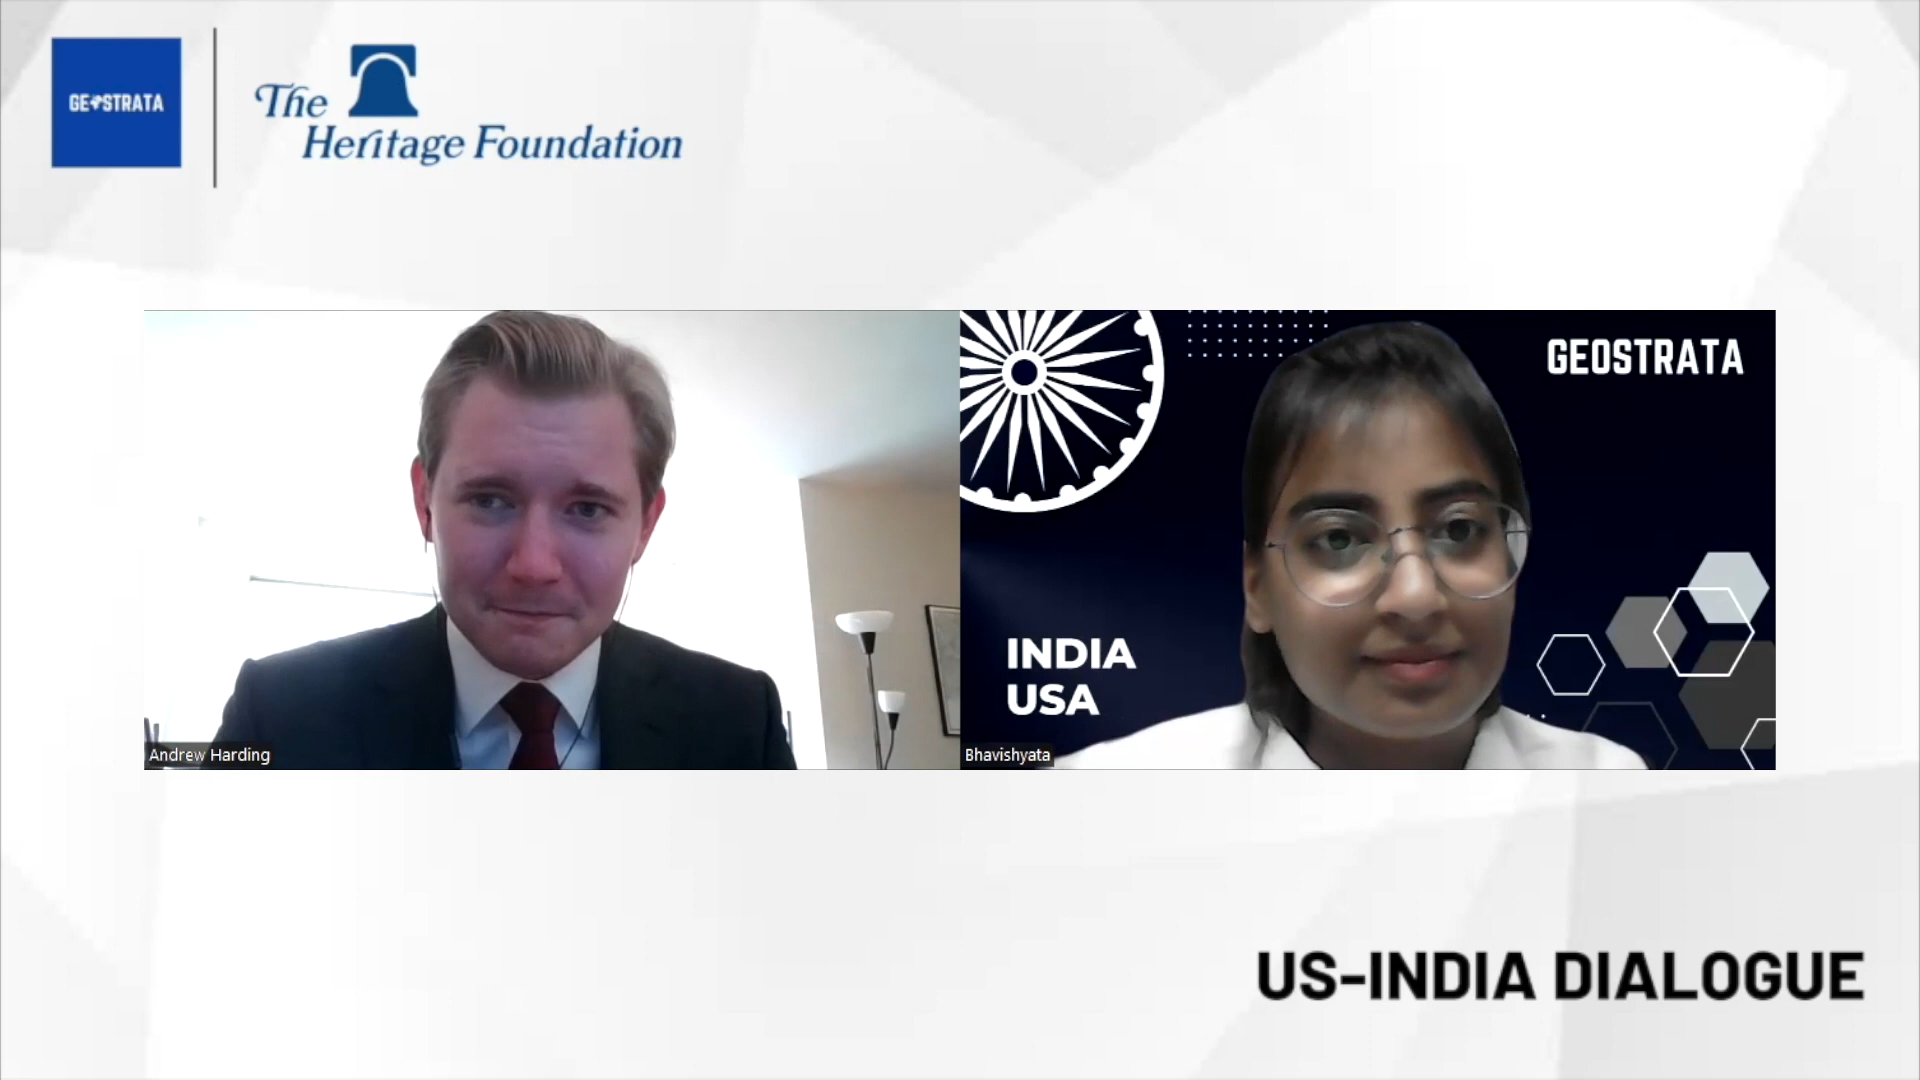 GEOSTRATA
The
Heritage Foundation
GEOSTRATA
INDIA
USA
Andrew Harding
Bhavishyata
US-INDIA DIALOGUE